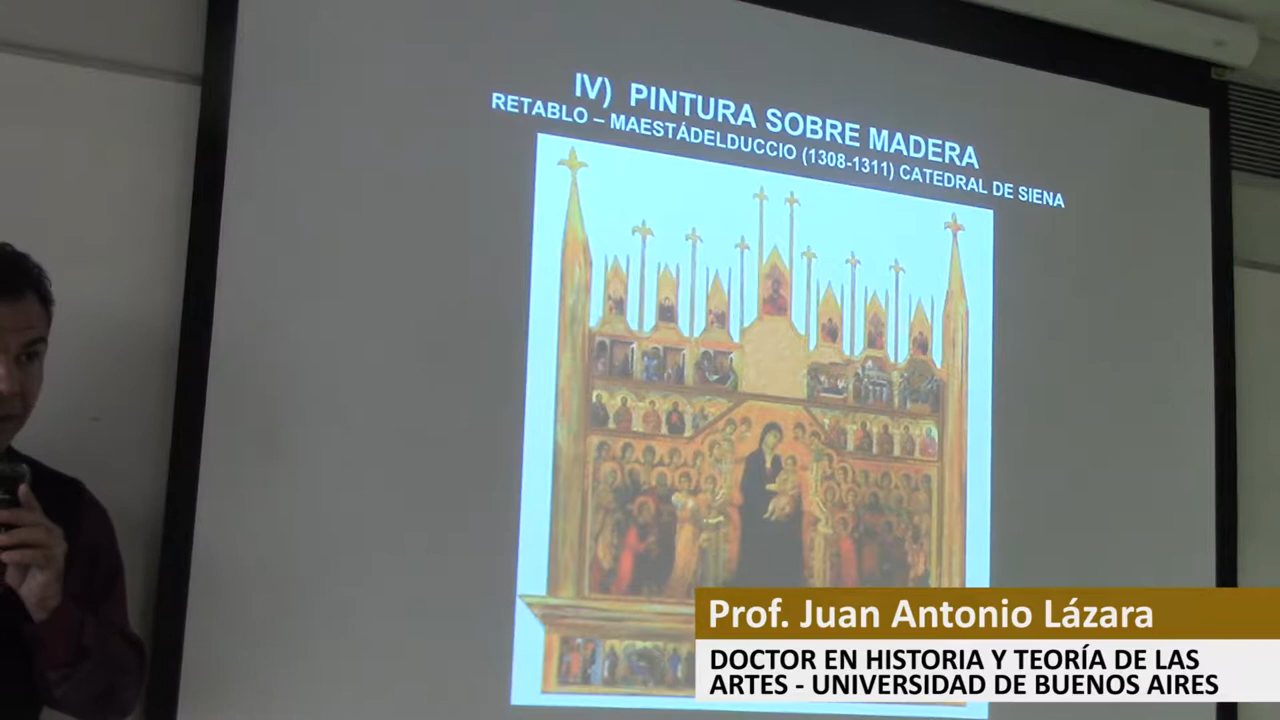 IV) PINTURA SOBRE MADERA
RETABLO – MAESTÁDELDUCCIO (1308-1311) CATEDRAL DE SIENA
Prof. Juan Antonio Lázara
DOCTOR EN HISTORIA Y TEORÍA DE LAS
ARTES - UNIVERSIDAD DE BUENOS AIRES